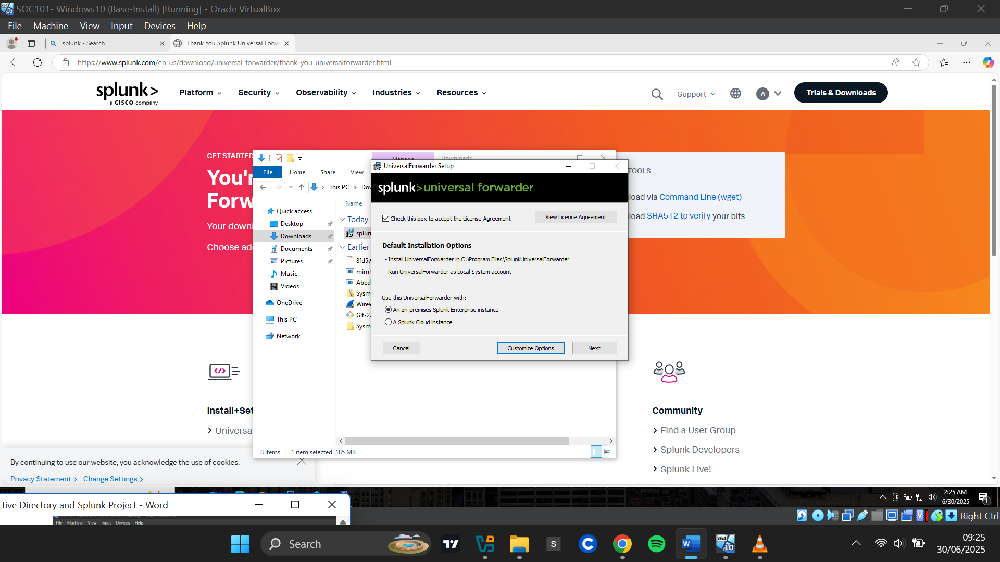 SOC101- Windows10 (Base-Install) [Running] - Oracle VirtualBox
File Machine View Input Devices Help
splunk - Search
Thank You Splunk Universal Forwa
https://www.splunk.com/en_us/download/universal-forwarder/thank-you-universalforwarder.html
splunk>
a CISCO company
Platform
Security
Observability
Industries
Resources
Support
A
Trials & Downloads
GET STARTED
You'r
Forw
Your downl
Choose ad
TOOLS
load via Command Line (wget)
load SHA512 to verify your bits
Manage
Downloads
File
Home
Share
View
This PC
Dow
Name
Quick access
Desktop
Downloads
Documents
Pictures
Music
Videos
OneDrive
This PC
Network
Today
splun
Earlier
8fd5e
mimi
Abed
Sysm
Wires
Git-2.
Sysm
8 items
1 item selected 185 MB
UniversalForwarder Setup
splunk>universal forwarder
Check this box to accept the License Agreement
View License Agreement
Default Installation Options
- Install UniversalForwarder in C:\Program Files\SplunkUniversalForwarder
- Run UniversalForwarder as Local System account
Use this UniversalForwarder with:
An on-premises Splunk Enterprise instance
A Splunk Cloud instance
Cancel
Customize Options
Next
Install+Set
Universa
Community
Find a User Group
Splunk Developers
Splunk Live!
By continuing to use our website, you acknowledge the use of cookies.
Privacy Statement
Change Settings
2:25 AM
6/30/2025
1
ctive Directory and Splunk Project - Word
File Machine View Input Devices Help
Right Ctrl
Search
S
x64
10
09:25
30/06/2025